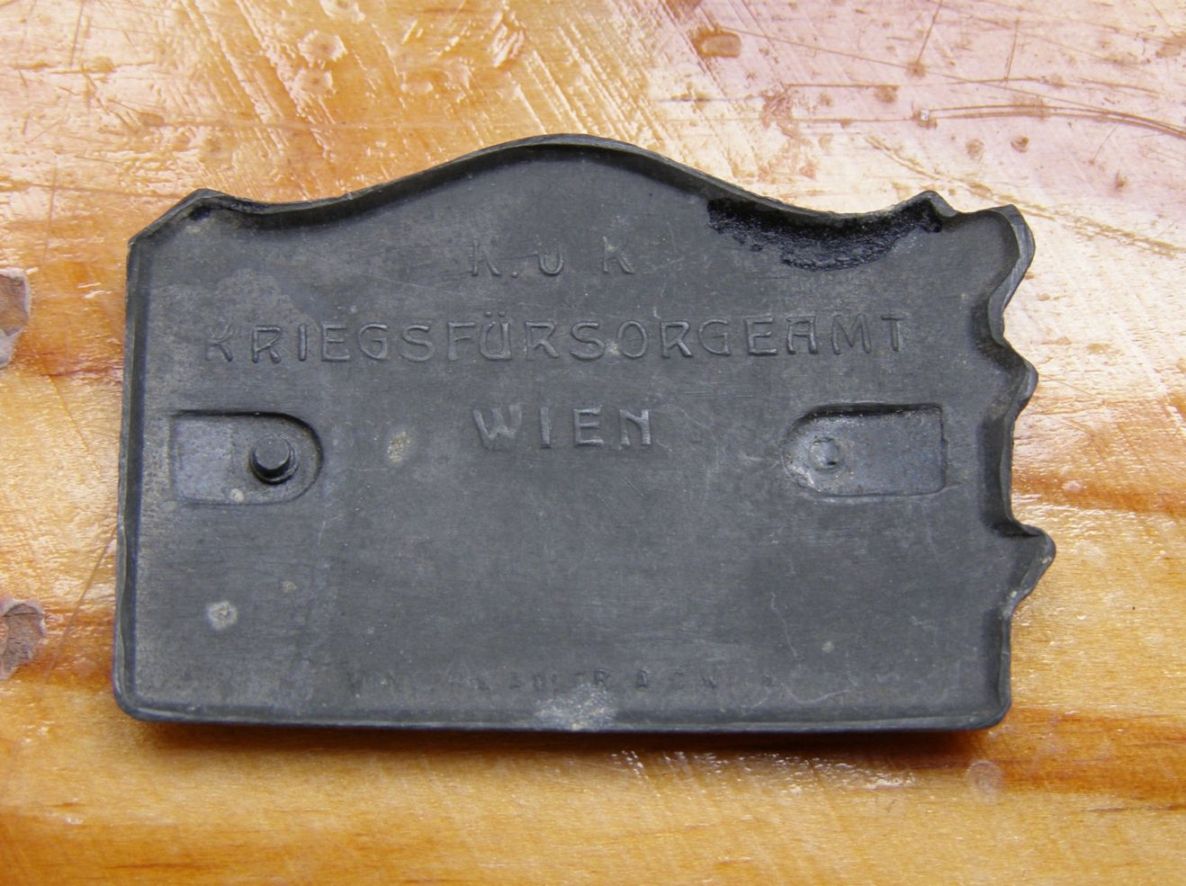 K. U K
KRIEGSFÜRSORGEAMT
WIEN